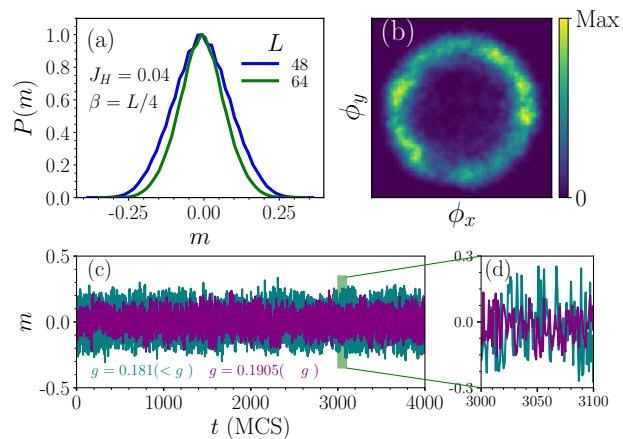 (a)
L
J_H = 0.04
48
β = L/4
64
P(m)
1.0
0.8
0.6
0.4
0.2
0.0
-0.25
0.00
0.25
m
(b)
ϕ_y
ϕ_x
Max
0
(c)
m
0.5
0.0
-0.5
g = 0.181(< g )
g = 0.1905( g )
0
1000
2000
3000
4000
t (MCS)
(d)
0.3
0.0
-0.3
3000
3050
3100